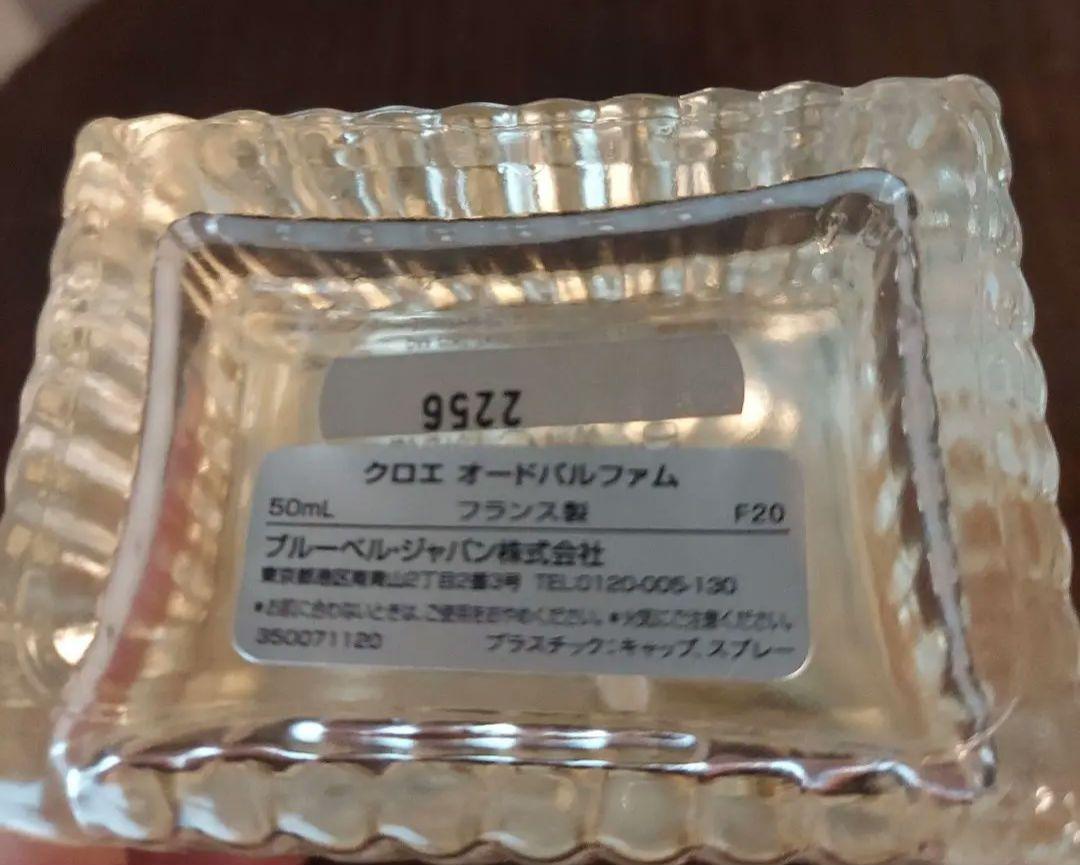 2256
クロエ オードパルファム
50mL フランス製 F20
ブルーベル・ジャパン株式会社
東京都港区南青山2丁目2番3号 TEL.0120-005-130
*お肌に合わないときは、ご使用をおやめください。*火気にご注意ください。
350071120 プラスチック:キャップ、スプレー